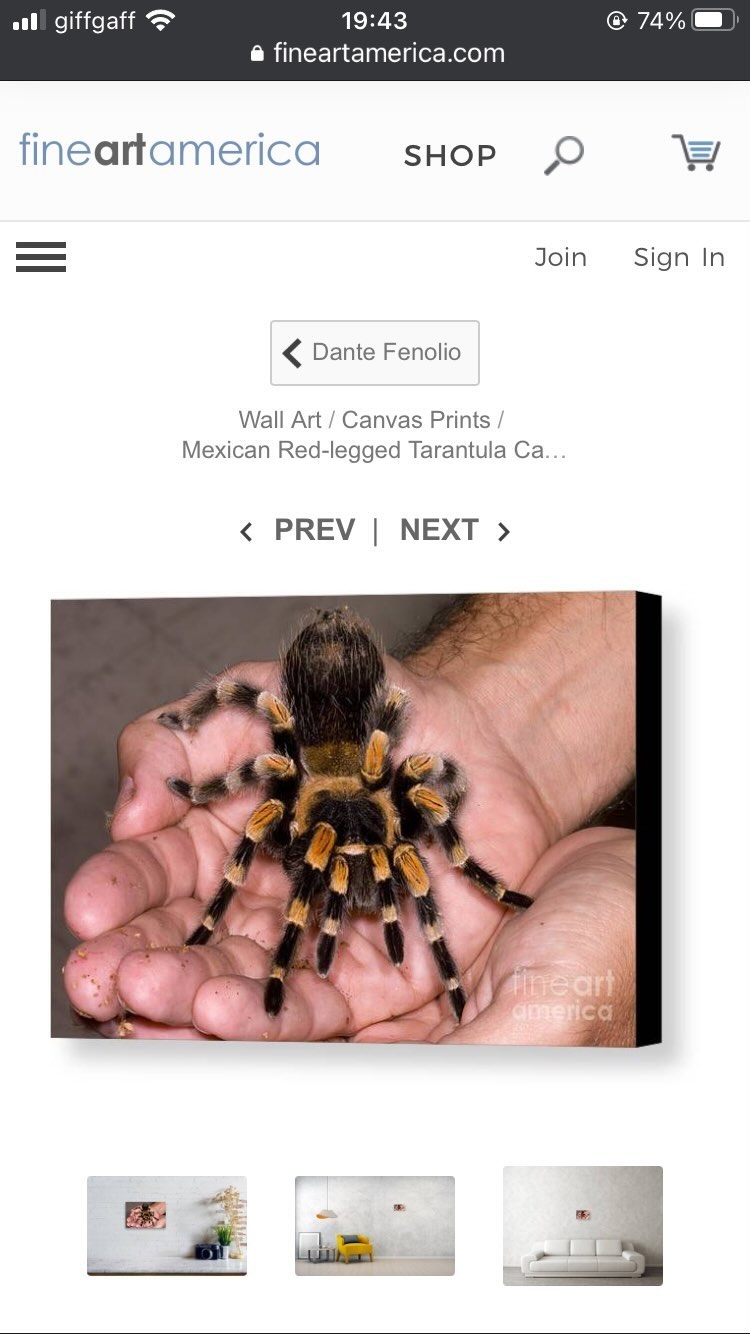 giffgaff 19:43 74%
fineartamerica.com
fineartamerica SHOP
Join Sign In
Dante Fenolio
Wall Art / Canvas Prints /
Mexican Red-legged Tarantula Ca...
PREV | NEXT
fineart
america